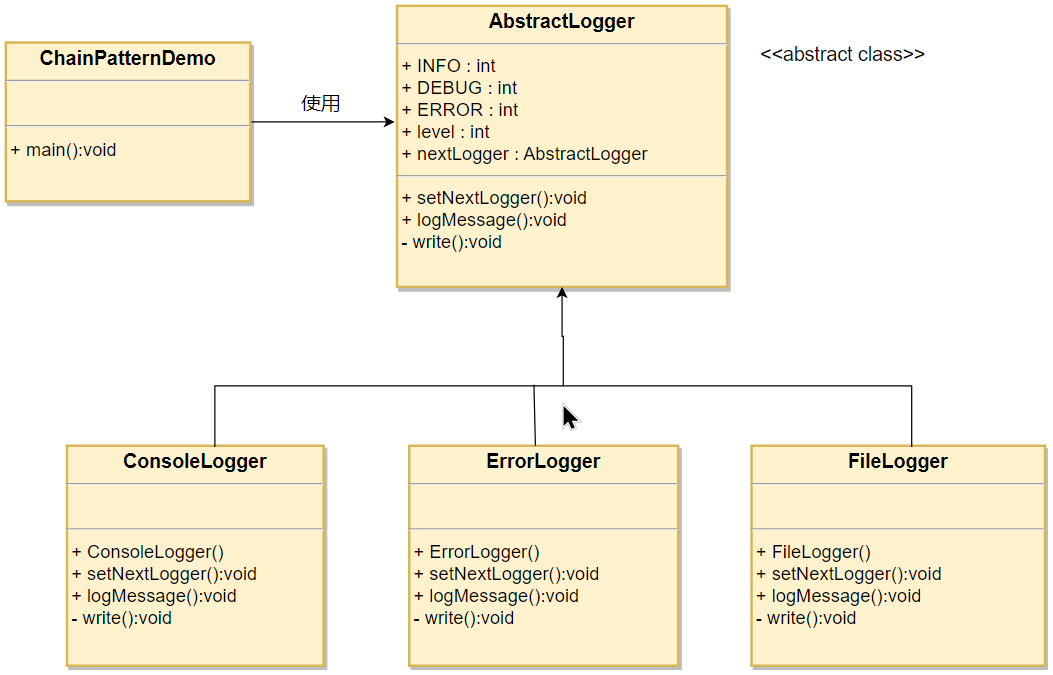 AbstractLogger
<<abstract class>>
+ INFO : int
+ DEBUG : int
+ ERROR : int
+ level : int
+ nextLogger : AbstractLogger
+ setNextLogger():void
+ logMessage():void
- write():void
ChainPatternDemo
+ main():void
使用
ConsoleLogger
+ ConsoleLogger()
+ setNextLogger():void
+ logMessage():void
- write():void
ErrorLogger
+ ErrorLogger()
+ setNextLogger():void
+ logMessage():void
- write():void
FileLogger
+ FileLogger()
+ setNextLogger():void
+ logMessage():void
- write():void